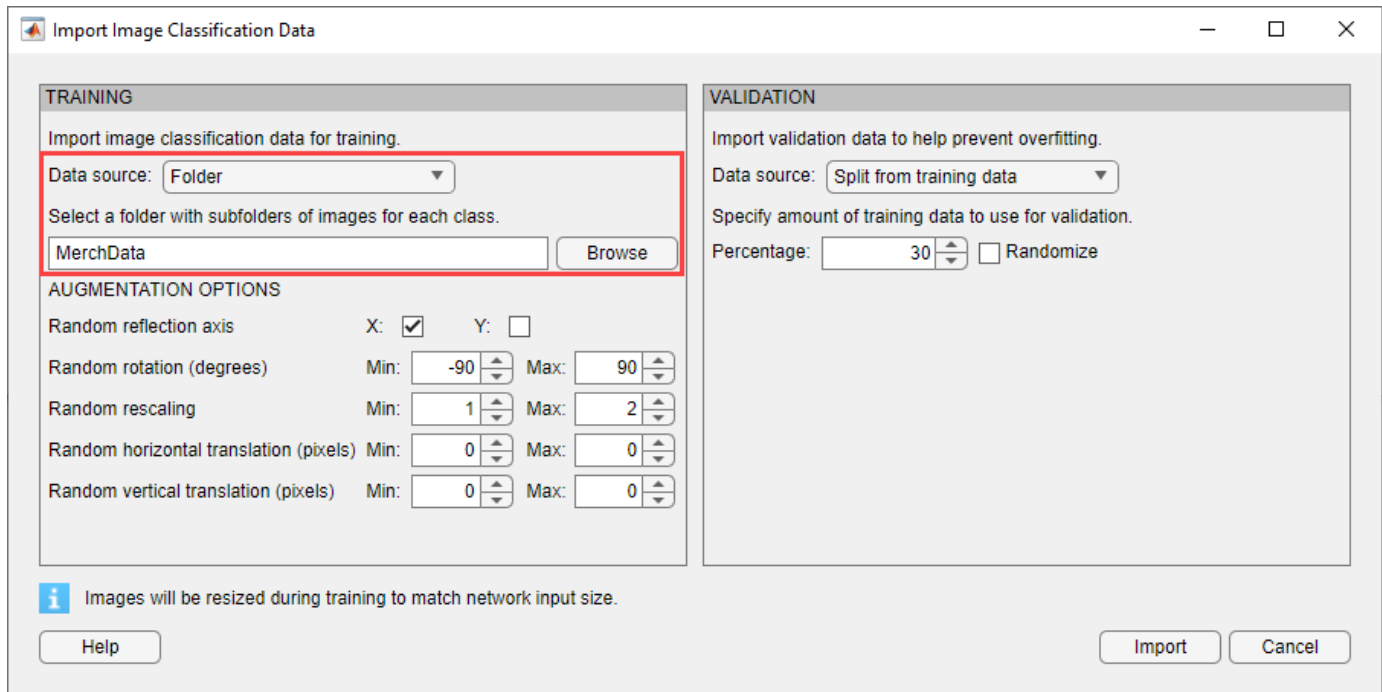 Import Image Classification Data
TRAINING
Import image classification data for training.
Data source: Folder
Select a folder with subfolders of images for each class.
MerchData Browse
AUGMENTATION OPTIONS
Random reflection axis X: Y:
Random rotation (degrees) Min: -90 Max: 90
Random rescaling Min: 1 Max: 2
Random horizontal translation (pixels) Min: 0 Max: 0
Random vertical translation (pixels) Min: 0 Max: 0
VALIDATION
Import validation data to help prevent overfitting.
Data source: Split from training data
Specify amount of training data to use for validation.
Percentage: 30 Randomize
i Images will be resized during training to match network input size.
Help Import Cancel